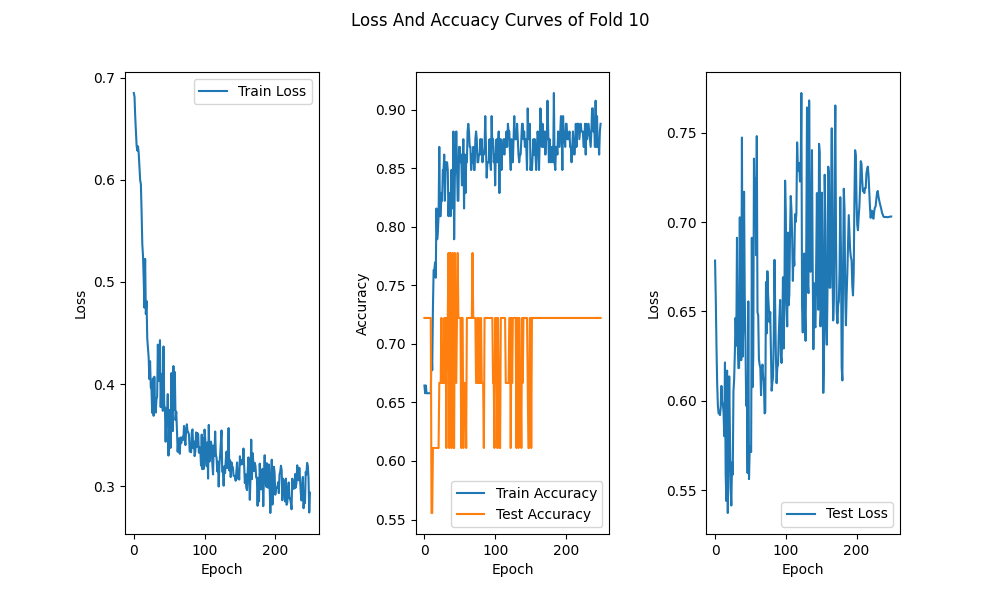 Loss And Accuacy Curves of Fold 10
0.7
0.6
0.5
0.4
0.3
Loss
0
100
200
Epoch
Train Loss
0.90
0.85
0.80
0.75
0.70
0.65
0.60
0.55
Accuracy
0
100
200
Epoch
Train Accuracy
Test Accuracy
0.75
0.70
0.65
0.60
0.55
Loss
0
100
200
Epoch
Test Loss